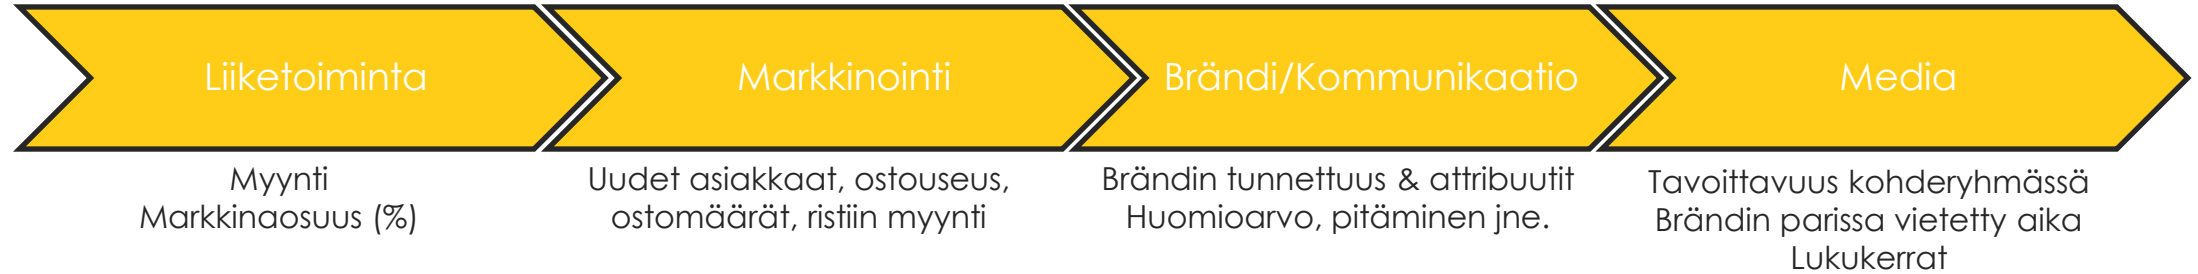 Liiketoiminta
Myynti
Markkinaosuus (%)
Markkinointi
Uudet asiakkaat, ostouseus,
ostomäärät, ristiin myynti
Brändi/Kommunikaatio
Brändin tunnettuus & attribuutit
Huomioarvo, pitäminen jne.
Media
Tavoittavuus kohderyhmässä
Brändin parissa vietetty aika
Lukukerrat